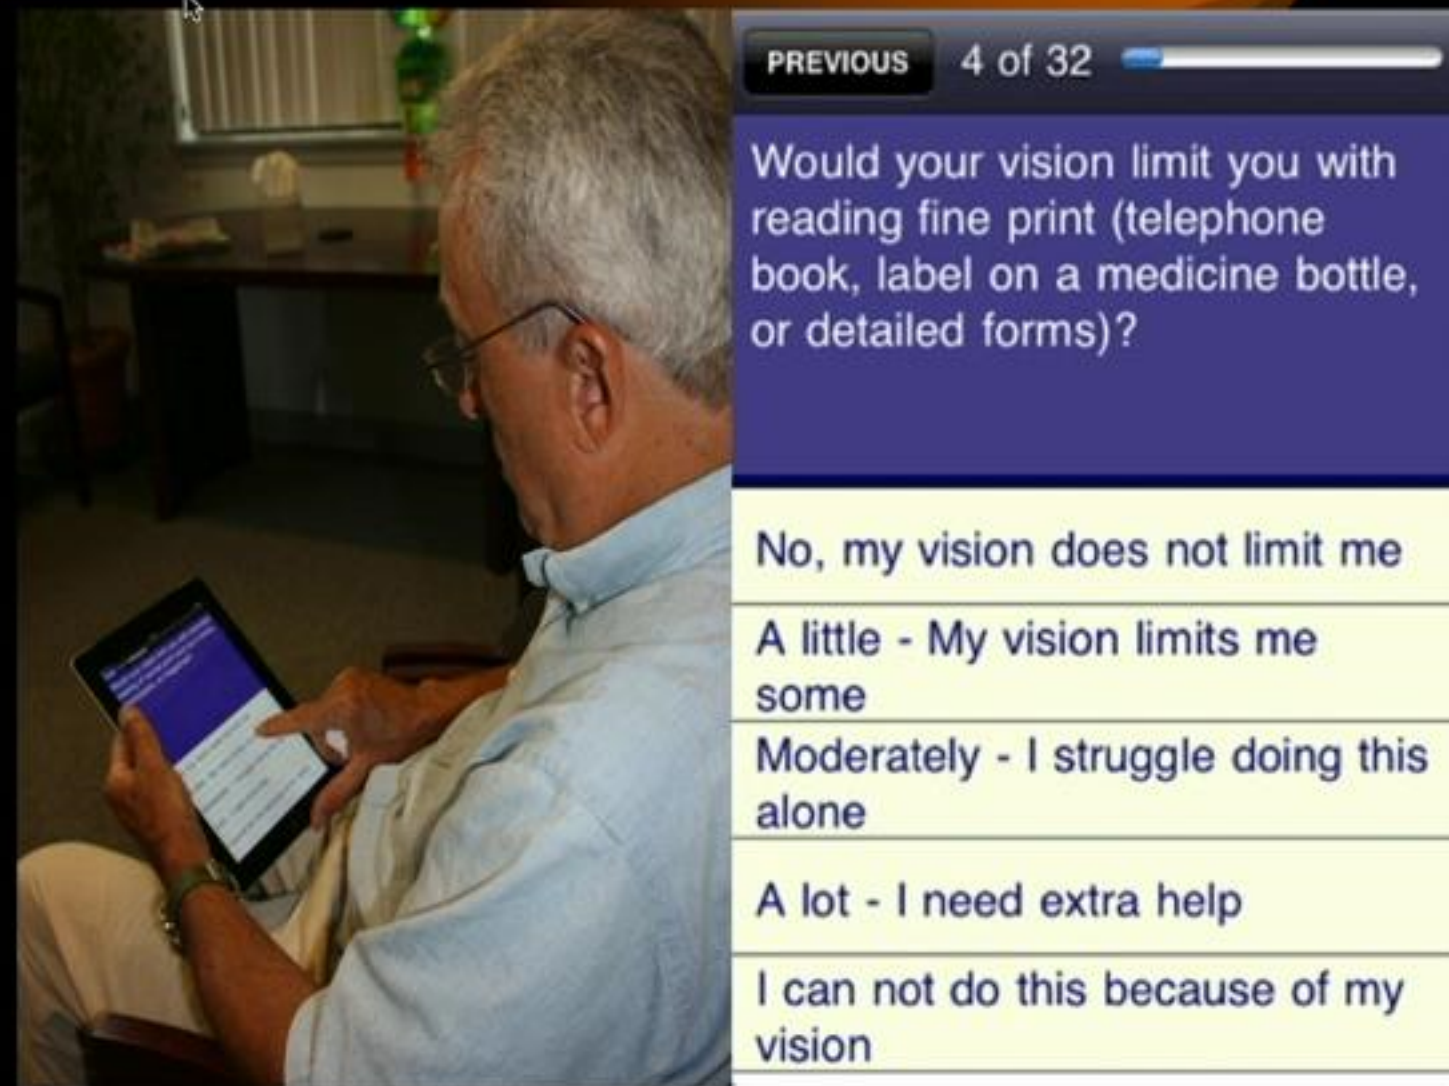 PREVIOUS 4 of 32
Would your vision limit you with
reading fine print (telephone
book, label on a medicine bottle,
or detailed forms)?
No, my vision does not limit me
A little - My vision limits me
some
Moderately - I struggle doing this
alone
A lot - I need extra help
I can not do this because of my
vision